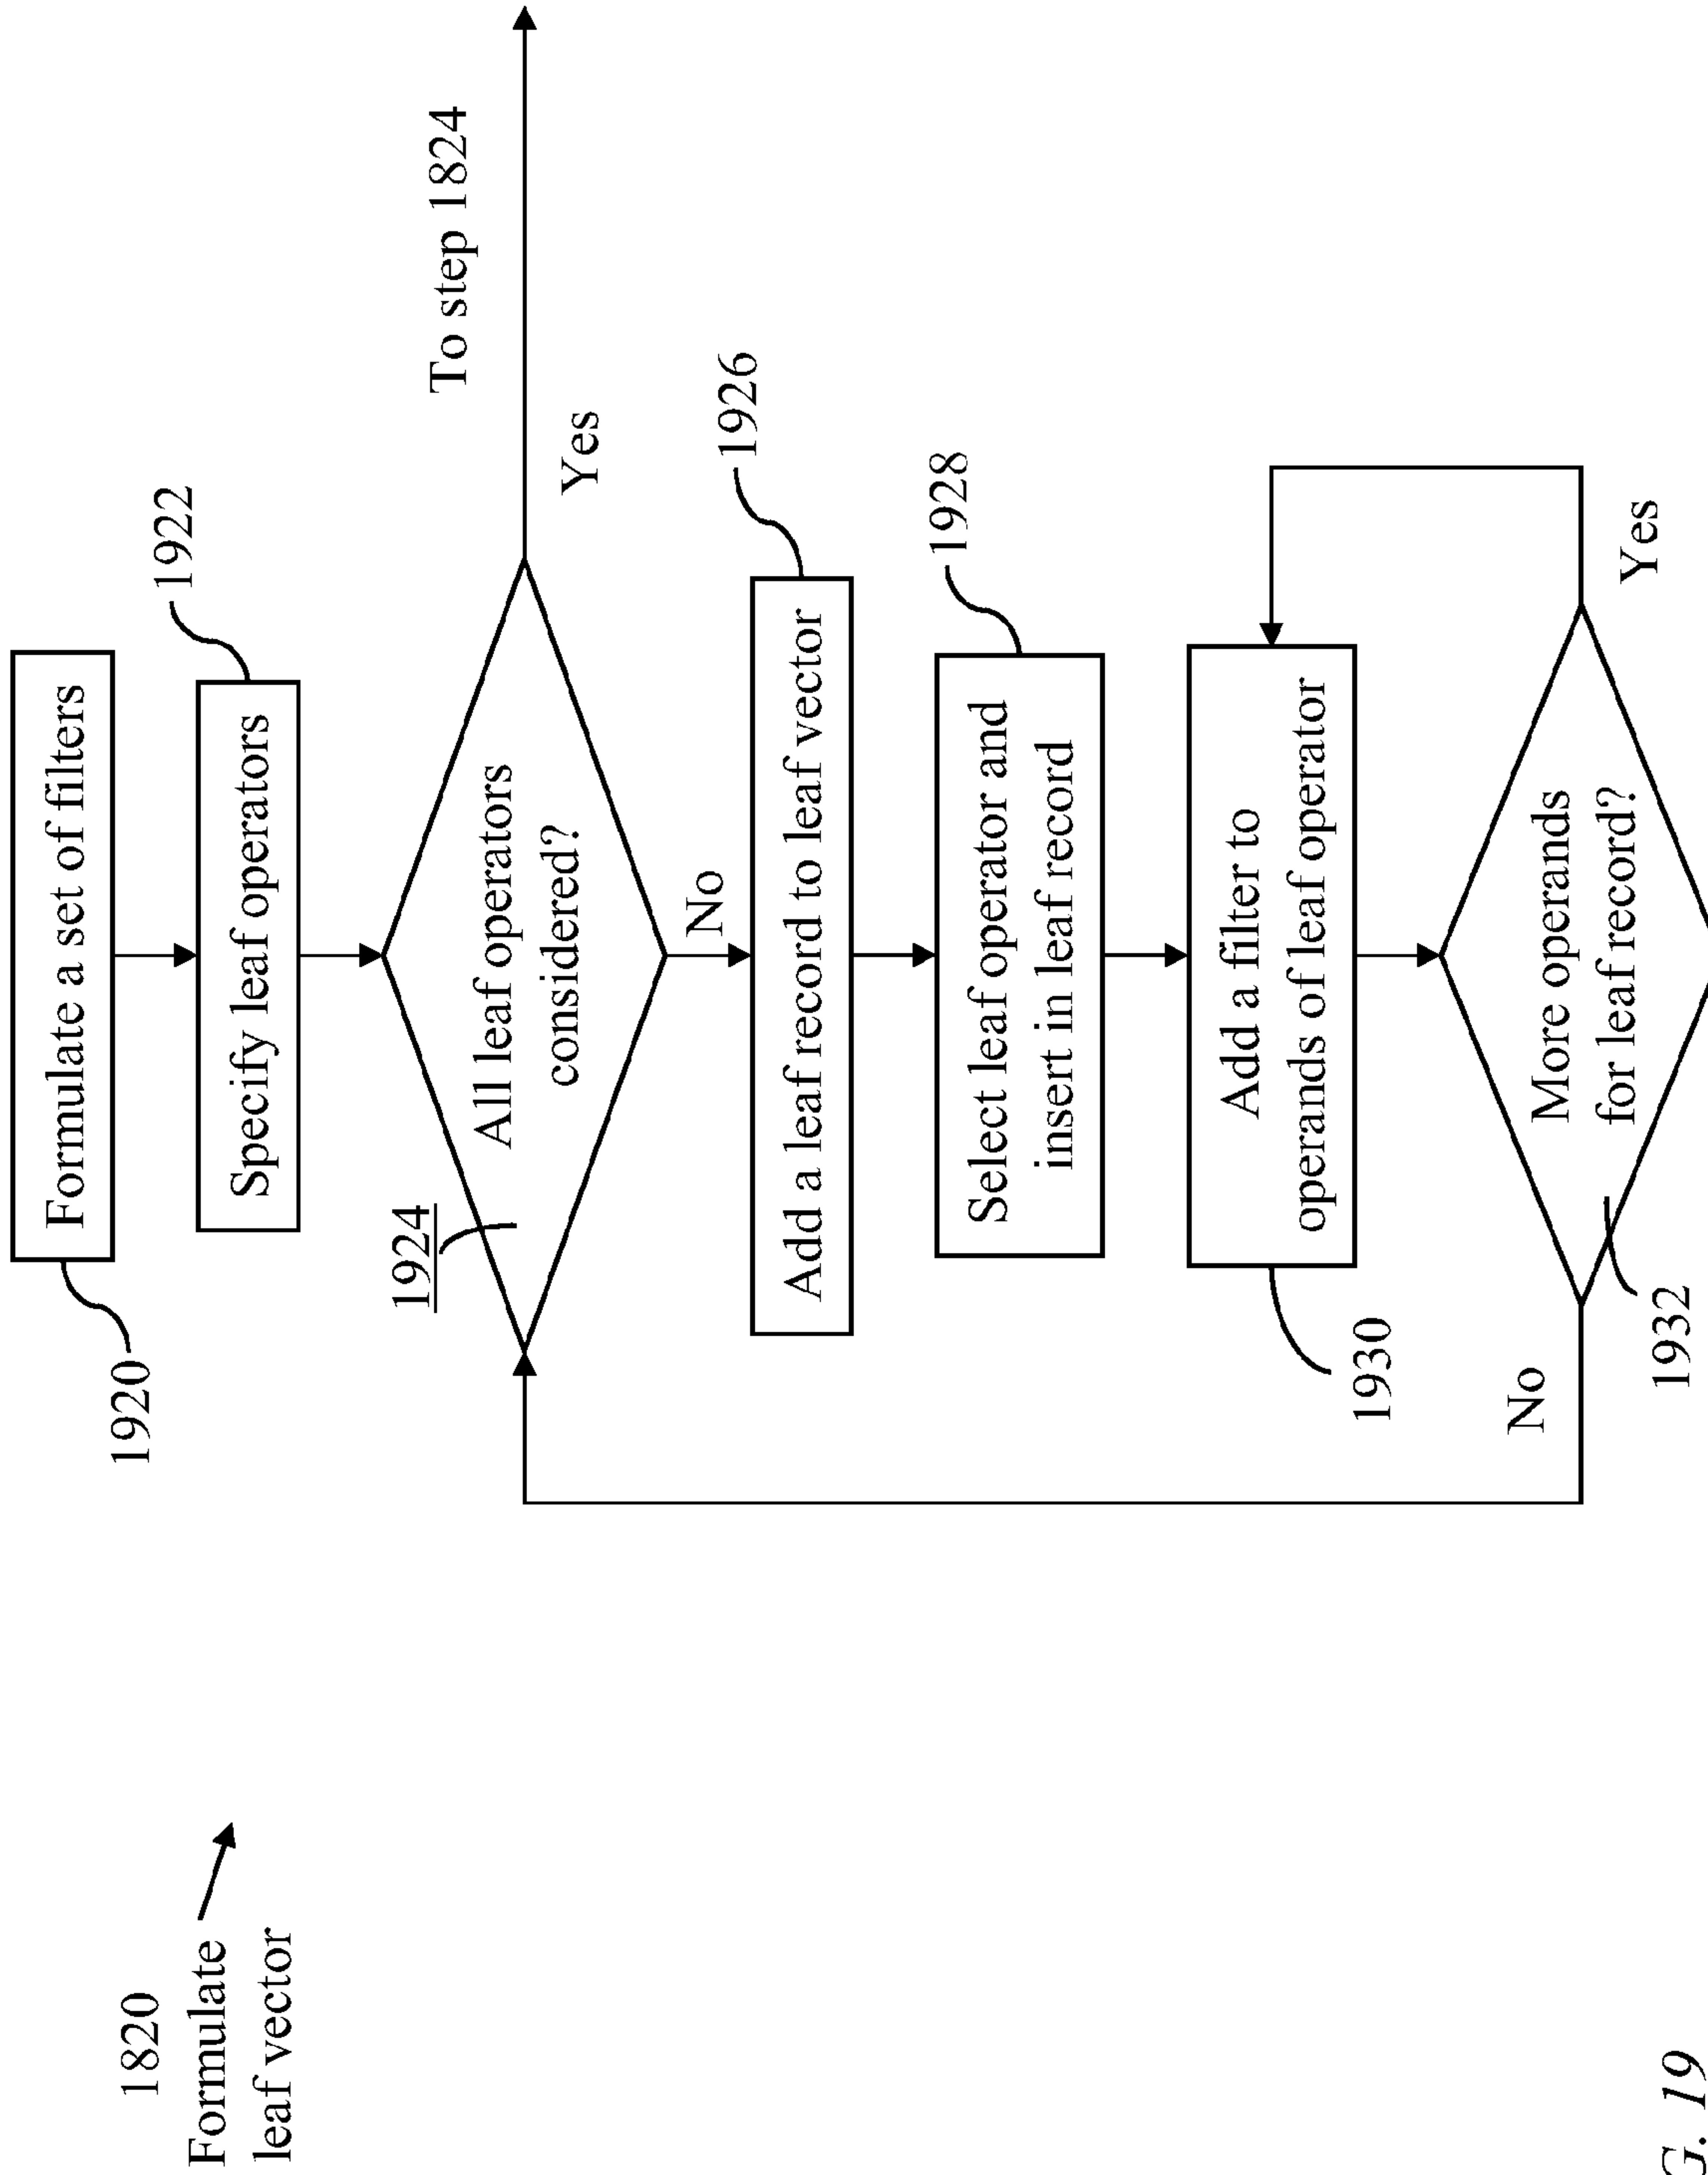 1820
Formulate
leaf vector
1920
Formulate a set of filters
Specify leaf operators
1922
1924
All leaf operators
considered?
Yes
To step 1824
No
Add a leaf record to leaf vector
1926
Select leaf operator and
insert in leaf record
1928
Add a filter to
operands of leaf operator
1930
More operands
for leaf record?
Yes
No
1932
G. 19